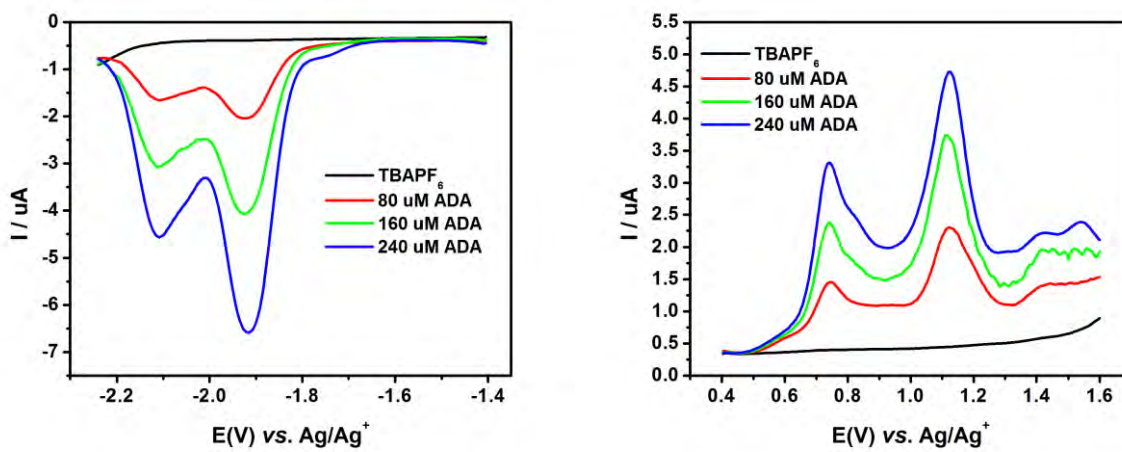 0
-1
-2
-3
-4
-5
-6
-7
I / uA
-2.2
-2.0
-1.8
-1.6
-1.4
E(V) vs. Ag/Ag⁺
TBAPF₆
80 uM ADA
160 uM ADA
240 uM ADA
5.5
5.0
4.5
4.0
3.5
3.0
2.5
2.0
1.5
1.0
0.5
0.0
I / uA
0.4
0.6
0.8
1.0
1.2
1.4
1.6
E(V) vs. Ag/Ag⁺
TBAPF₆
80 uM ADA
160 uM ADA
240 uM ADA